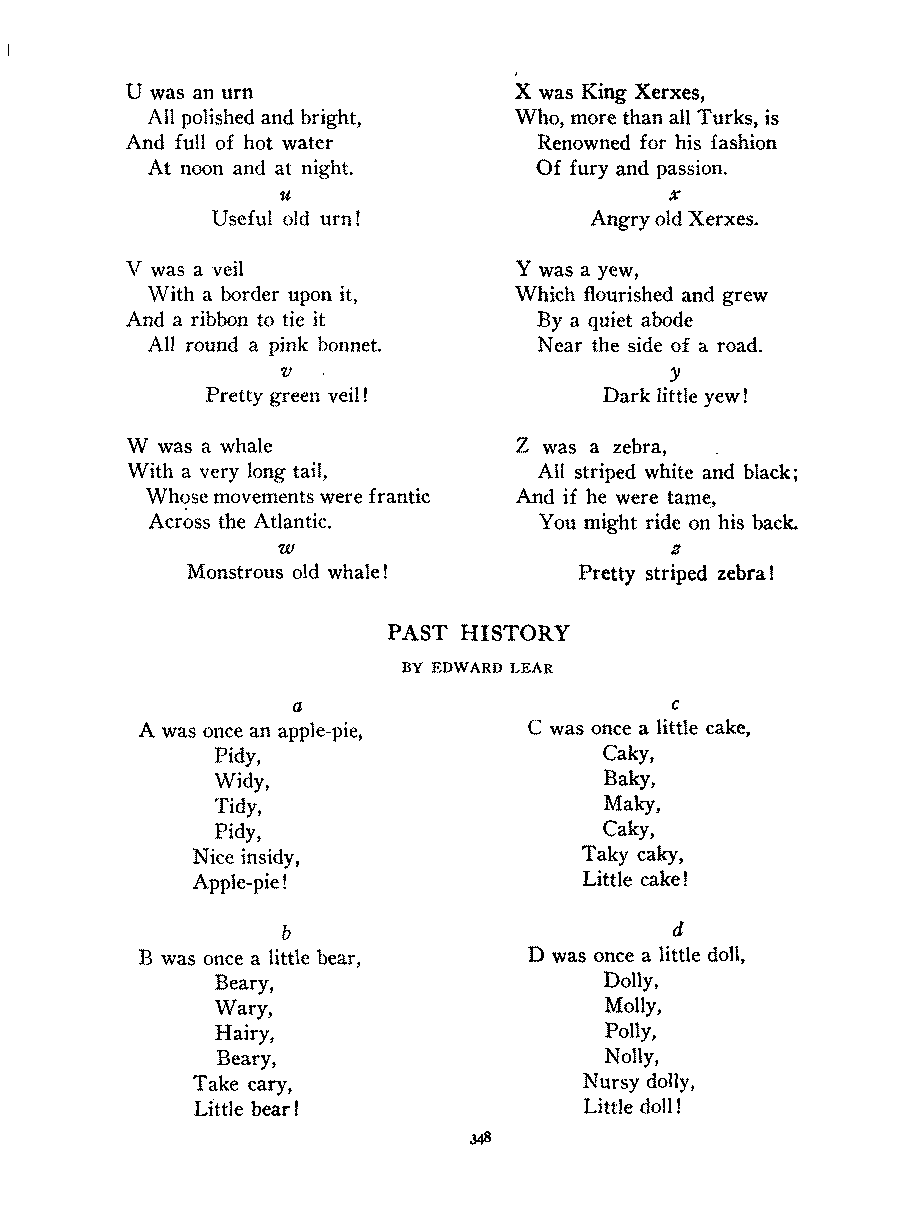 U was an urn
All polished and bright,
And full of hot water
At noon and at night.
u
Useful old urn!
V was a veil
With a border upon it,
And a ribbon to tie it
All round a pink bonnet.
v
Pretty green veil!
W was a whale
With a very long tail,
Whose movements were frantic
Across the Atlantic.
w
Monstrous old whale!
X was King Xerxes,
Who, more than all Turks, is
Renowned for his fashion
Of fury and passion.
x
Angry old Xerxes.
Y was a yew,
Which flourished and grew
By a quiet abode
Near the side of a road.
y
Dark little yew!
Z was a zebra,
All striped white and black;
And if he were tame,
You might ride on his back.
z
Pretty striped zebra!
PAST HISTORY
BY EDWARD LEAR
a
A was once an apple-pie,
Pidy,
Widy,
Tidy,
Pidy,
Nice insidy,
Apple-pie!
b
B was once a little bear,
Beary,
Wary,
Hairy,
Beary,
Take cary,
Little bear!
c
C was once a little cake,
Caky,
Baky,
Maky,
Caky,
Taky caky,
Little cake!
d
D was once a little doll,
Dolly,
Molly,
Polly,
Nolly,
Nursy dolly,
Little doll!
348